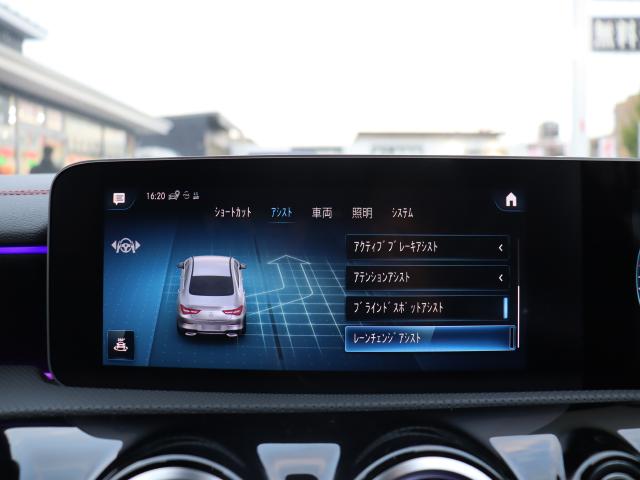 無料
16:20
ショートカット アシスト 車両 照明 システム
アクティブ ブレーキアシスト
アテンションアシスト
ブラインドスポットアシスト
レーンチェンジアシスト